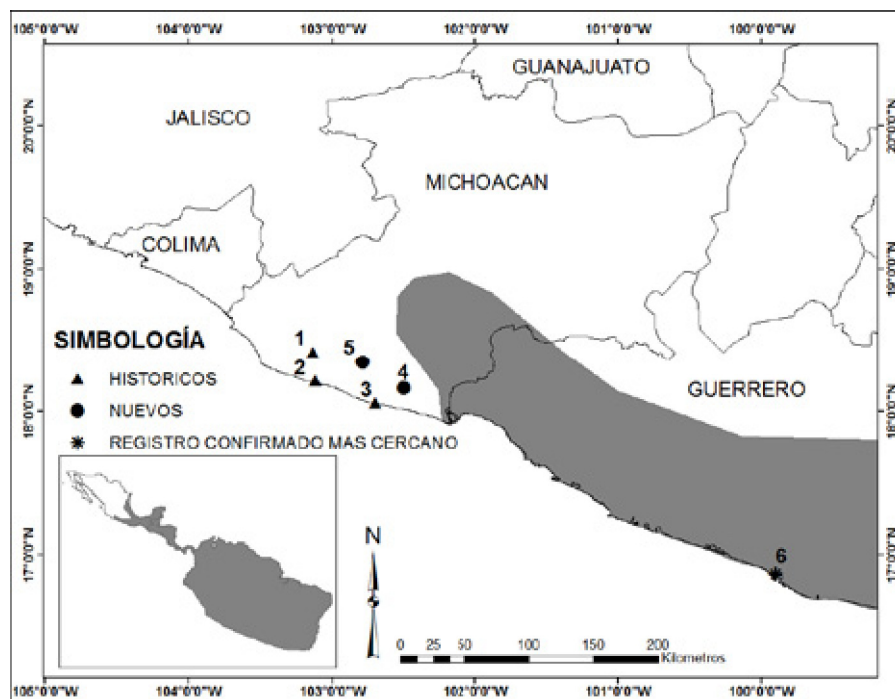 105°0'0"W 104°0'0"W 103°0'0"W 102°0'0"W 101°0'0"W 100°0'0"W
20°0'0"N
19°0'0"N
18°0'0"N
17°0'0"N
GUANAJUATO
JALISCO
MICHOACAN
COLIMA
GUERRERO
1
2
3
4
5
6
SIMBOLOGÍA
HISTORICOS
NUEVOS
REGISTRO CONFIRMADO MAS CERCANO
N
0 25 50 100 150 200
Kilometros
20°0'0"N
19°0'0"N
18°0'0"N
17°0'0"N
105°0'0"W 104°0'0"W 103°0'0"W 102°0'0"W 101°0'0"W 100°0'0"W